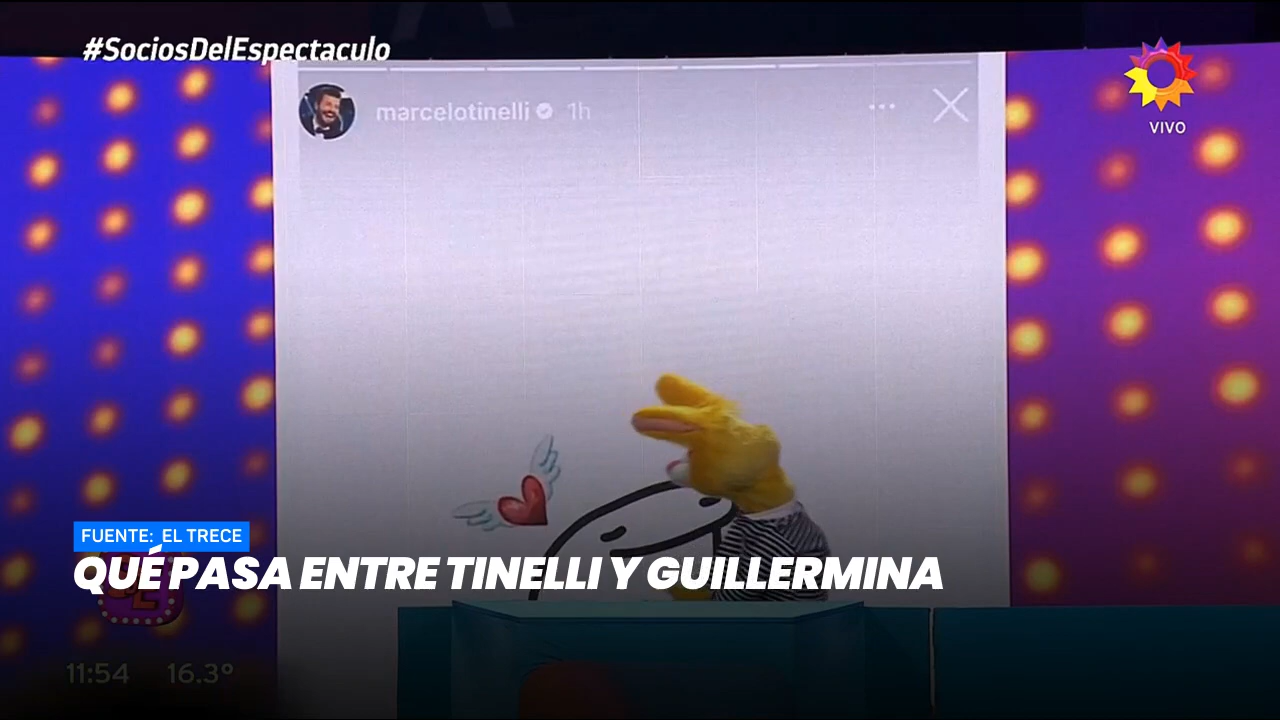 #SociosDelEspectaculo
marcelotinelli 1h
VIVO
FUENTE: EL TRECE
QUÉ PASA ENTRE TINELLI Y GUILLERMINA
11:54 16.3°